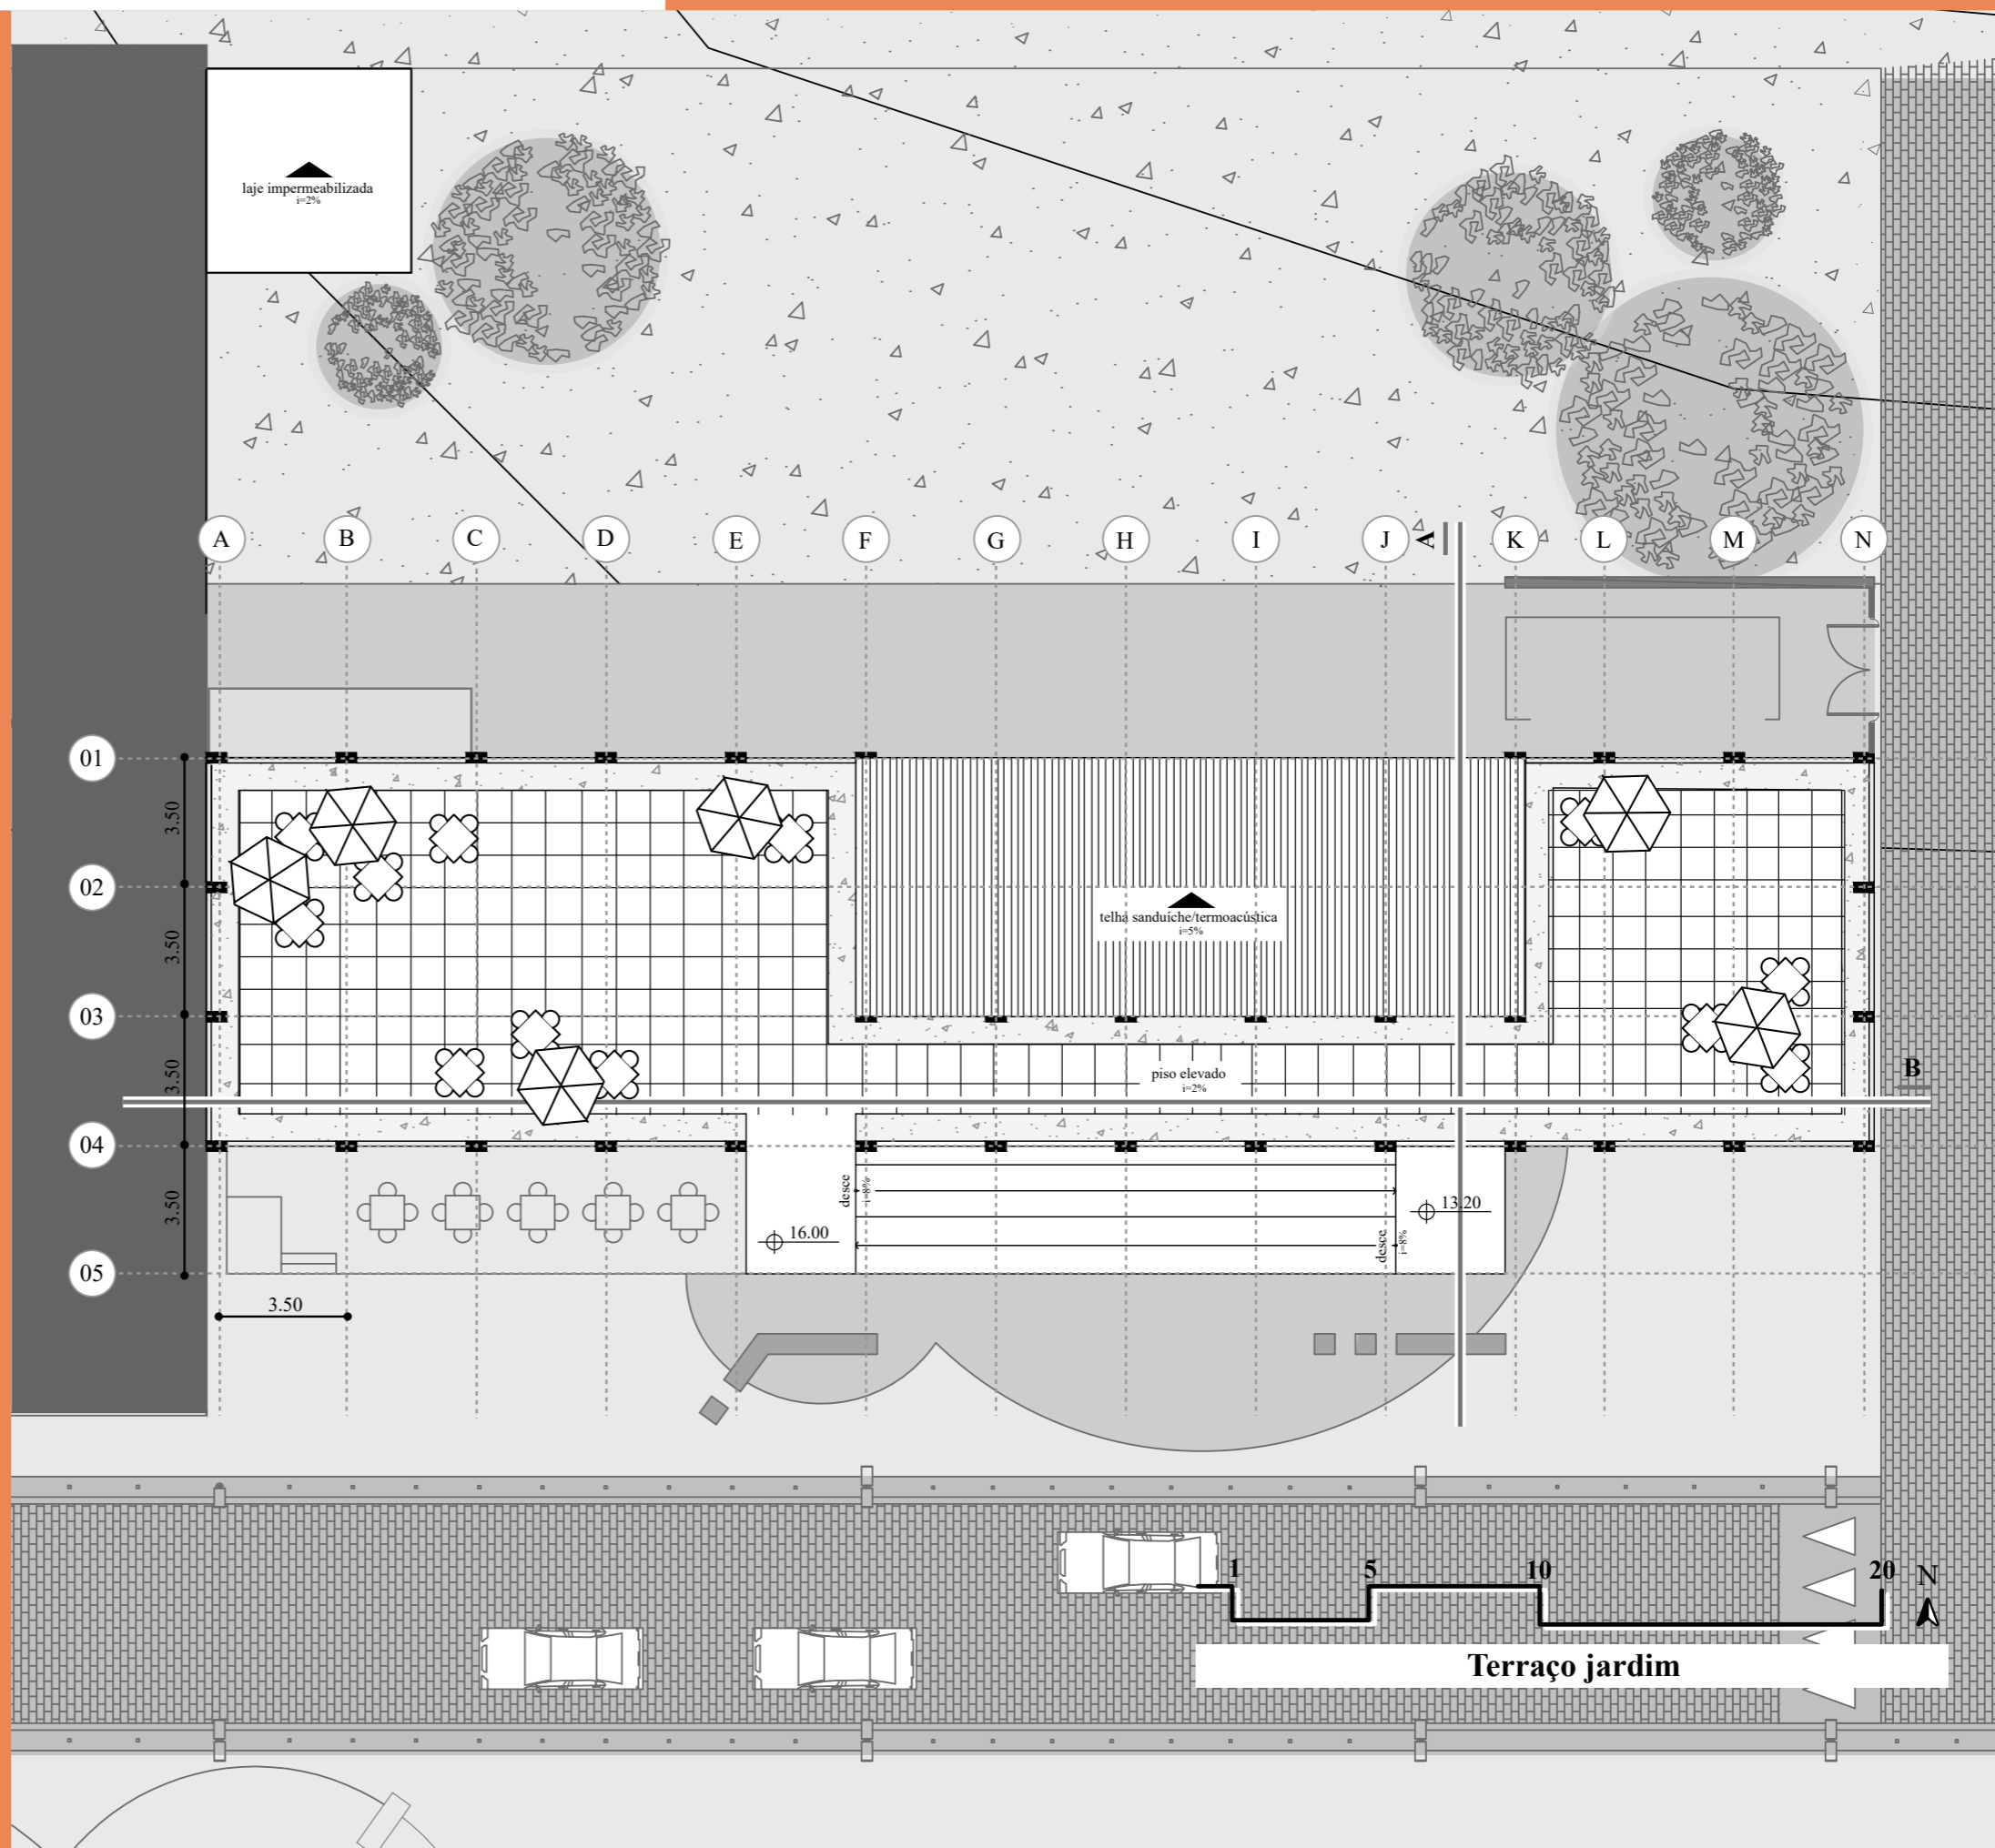 laje impermeabilizada
i=2%
A B C D E F G H I J A K L M N
01
3.50
02
telha sanduíche/termoacústica
i=5%
3.50
03
3.50
piso elevado
i=2%
B
04
3.50
desce
i=8%
16.00
13.20
desce
i=8%
05
3.50
1 5 10 20 N
Terraço jardim